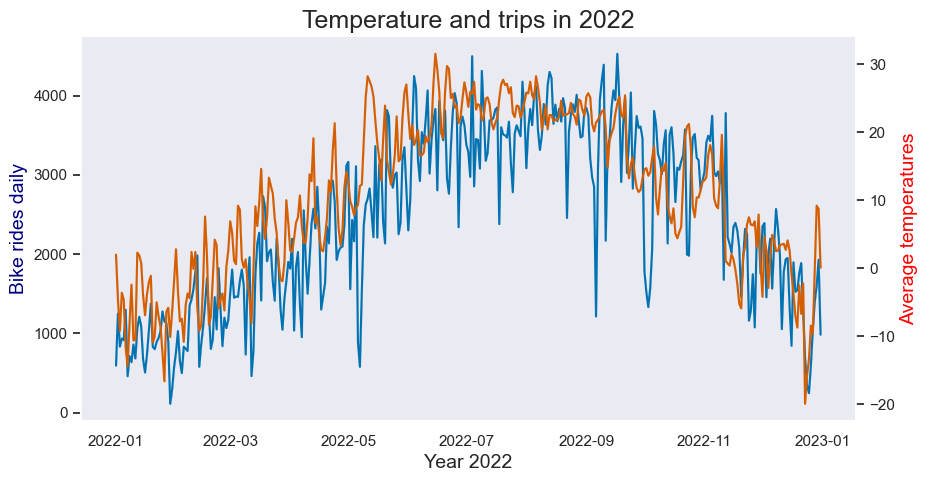 Temperature and trips in 2022
Bike rides daily
4000
3000
2000
1000
0
30
20
10
0
−10
−20
Average temperatures
2022-01 2022-03 2022-05 2022-07 2022-09 2022-11 2023-01
Year 2022